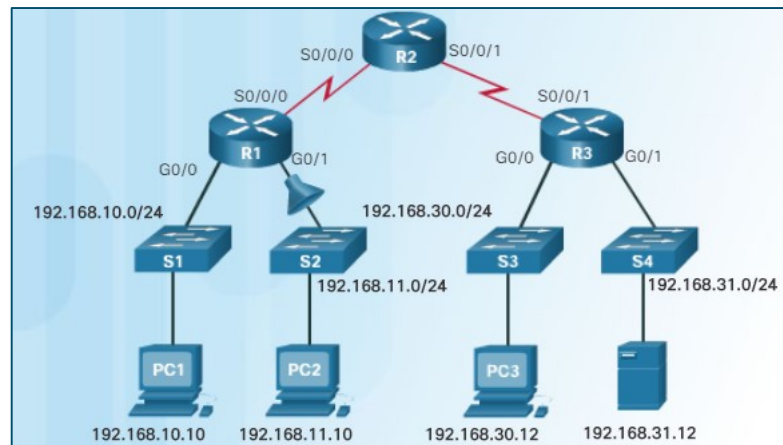 R2
S0/0/0
S0/0/1
S0/0/0
S0/0/1
R1
R3
G0/0
G0/1
G0/0
G0/1
192.168.10.0/24
192.168.30.0/24
S1
S2
S3
S4
192.168.11.0/24
192.168.31.0/24
PC1
PC2
PC3
192.168.10.10
192.168.11.10
192.168.30.12
192.168.31.12